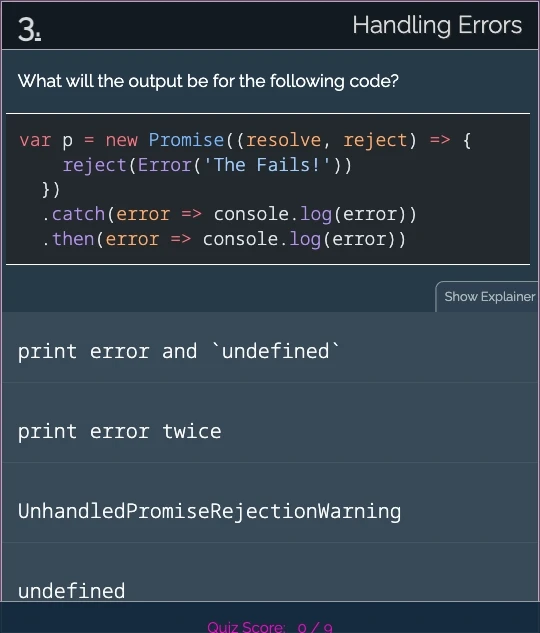 3.
Handling Errors
What will the output be for the following code?
var p = new Promise((resolve, reject) => {
    reject(Error('The Fails!'))
  })
  .catch(error => console.log(error))
  .then(error => console.log(error))
Show Explainer
print error and `undefined`
print error twice
UnhandledPromiseRejectionWarning
undefined
Quiz Score: 0 / 9